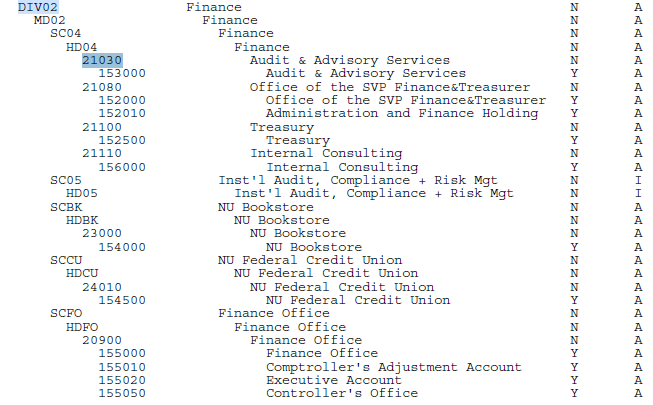 DIV02 Finance N A
MD02 Finance N A
SC04 Finance N A
HD04 Finance N A
21030 Audit & Advisory Services N A
153000 Audit & Advisory Services Y A
21080 Office of the SVP Finance&Treasurer N A
152000 Office of the SVP Finance&Treasurer Y A
152010 Administration and Finance Holding Y A
21100 Treasury N A
152500 Treasury Y A
21110 Internal Consulting N A
156000 Internal Consulting Y A
SC05 Inst'l Audit, Compliance + Risk Mgt N I
HD05 Inst'l Audit, Compliance + Risk Mgt N I
SCBK NU Bookstore N A
HDBK NU Bookstore N A
23000 NU Bookstore N A
154000 NU Bookstore Y A
SCCU NU Federal Credit Union N A
HDCU NU Federal Credit Union N A
24010 NU Federal Credit Union N A
154500 NU Federal Credit Union Y A
SCFO Finance Office N A
HDFO Finance Office N A
20900 Finance Office N A
155000 Finance Office Y A
155010 Comptroller's Adjustment Account Y A
155020 Executive Account Y A
155050 Controller's Office Y A